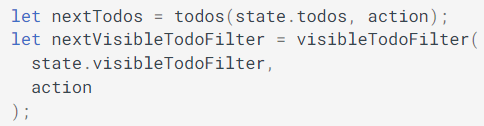 let nextTodos = todos(state.todos, action);
let nextVisibleTodoFilter = visibleTodoFilter(
  state.visibleTodoFilter,
  action
);